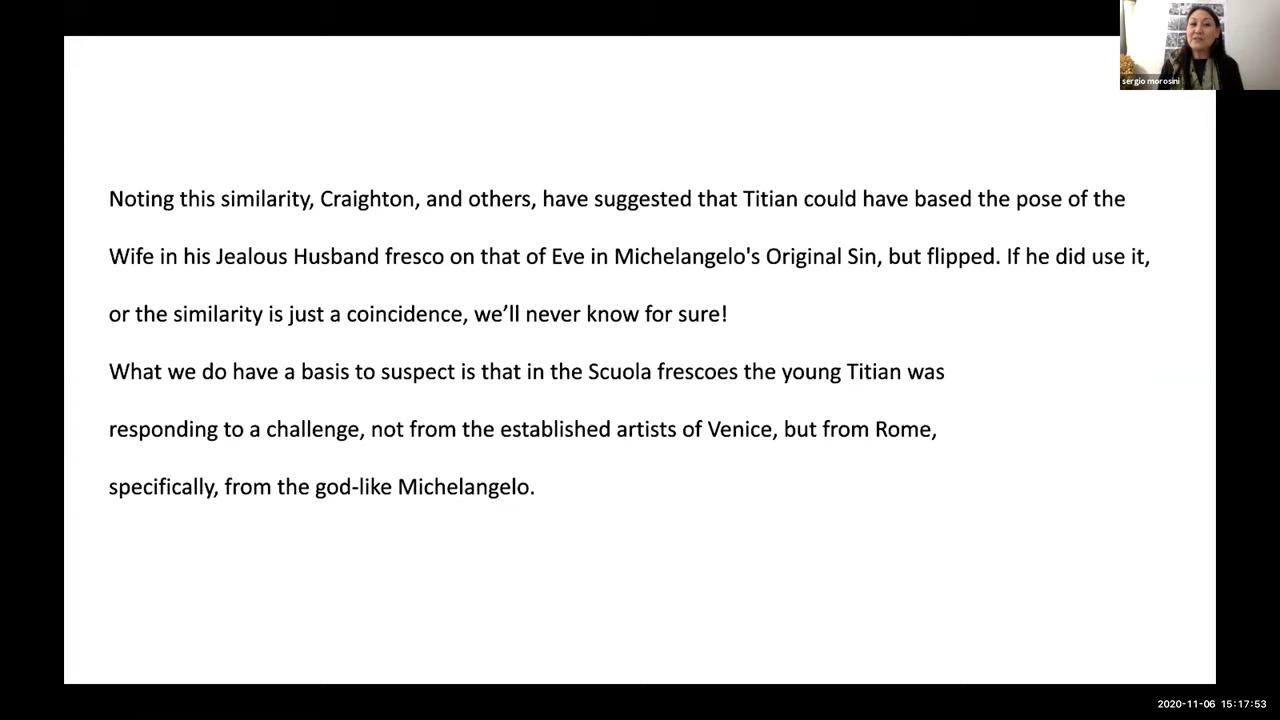 sergio morosini
Noting this similarity, Craighton, and others, have suggested that Titian could have based the pose of the
Wife in his Jealous Husband fresco on that of Eve in Michelangelo's Original Sin, but flipped. If he did use it,
or the similarity is just a coincidence, we’ll never know for sure!
What we do have a basis to suspect is that in the Scuola frescoes the young Titian was
responding to a challenge, not from the established artists of Venice, but from Rome,
specifically, from the god-like Michelangelo.
2020-11-06 15:17:53